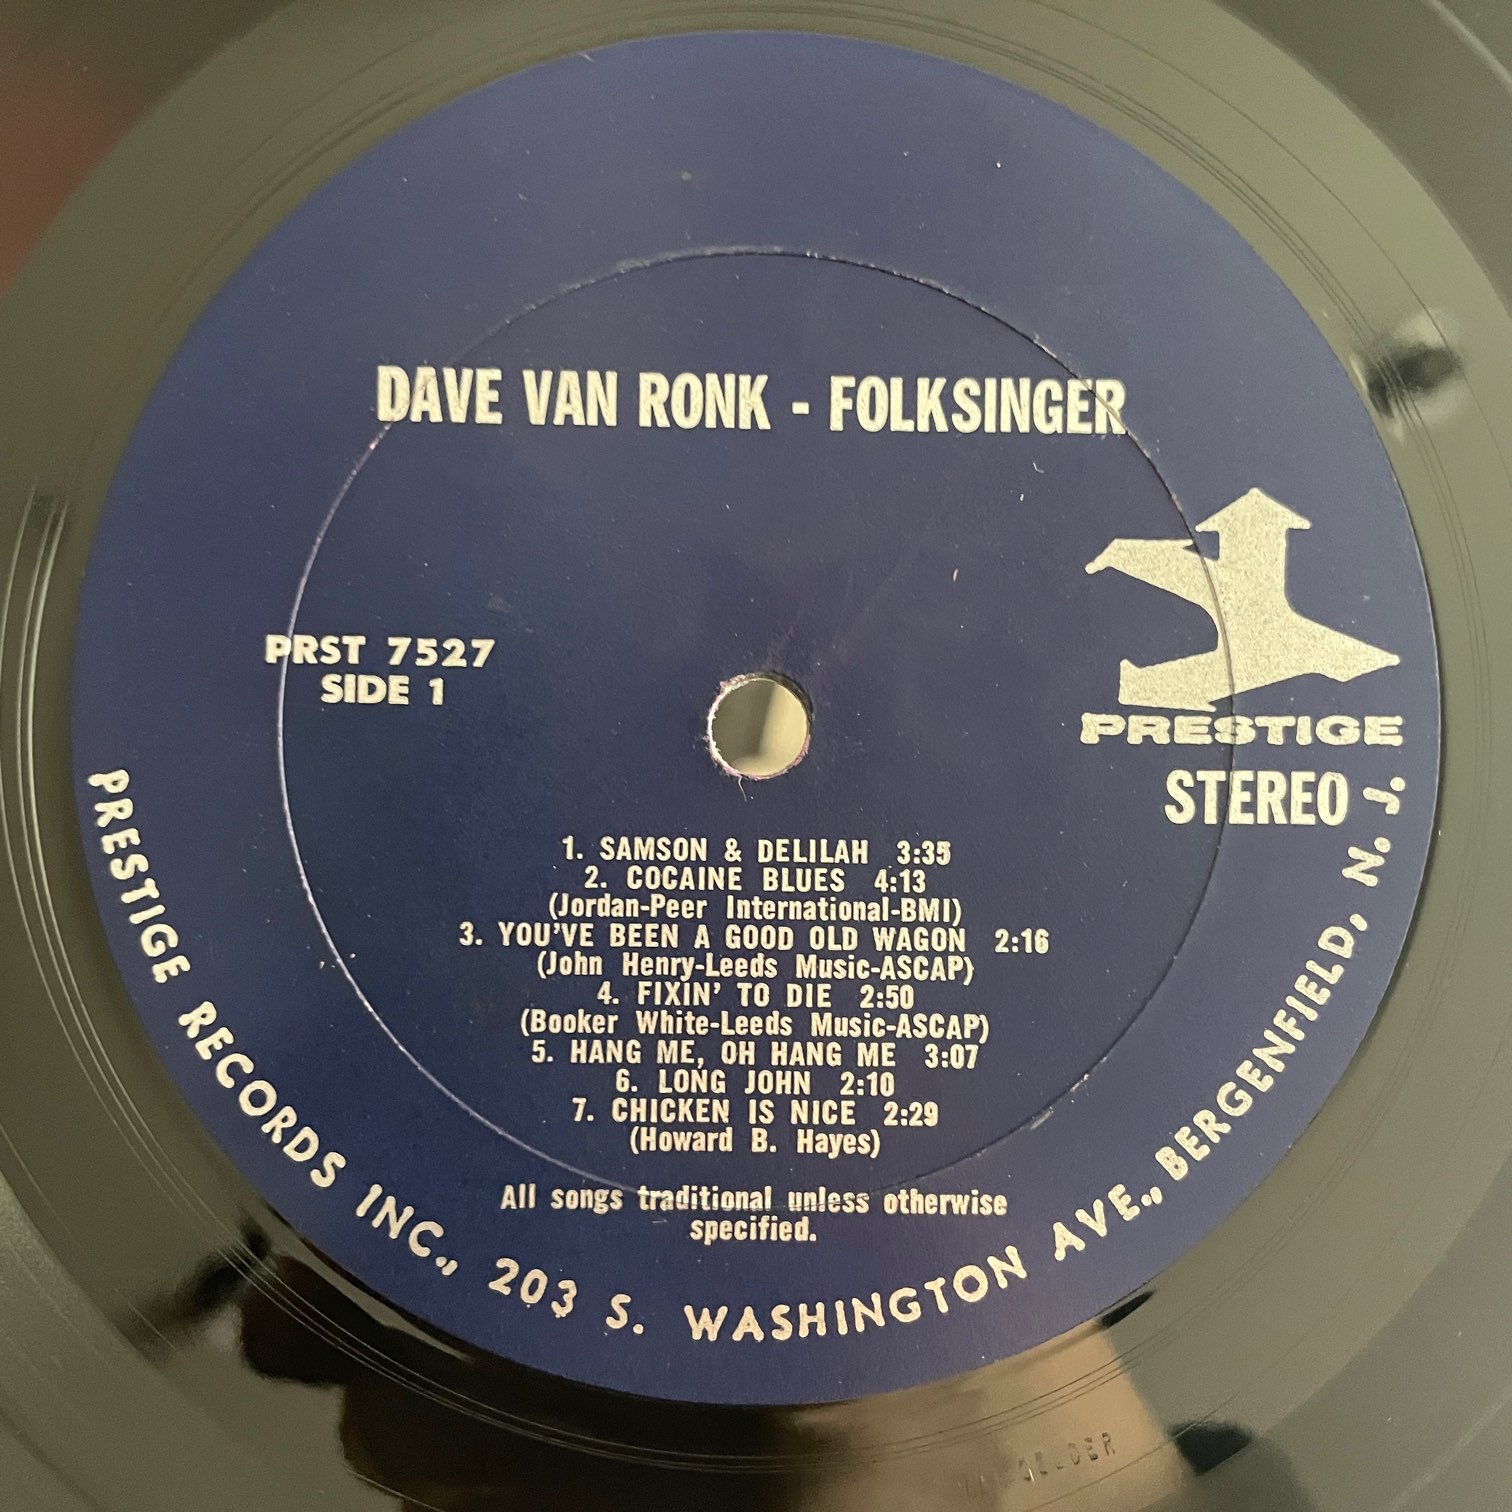 DAVE VAN RONK - FOLKSINGER
PRST 7527
SIDE 1
PRESTIGE
STEREO
1. SAMSON & DELILAH 3:35
2. COCAINE BLUES 4:13
(Jordan-Peer International-BMI)
3. YOU'VE BEEN A GOOD OLD WAGON 2:16
(John Henry-Leeds Music-ASCAP)
4. FIXIN' TO DIE 2:50
(Booker White-Leeds Music-ASCAP)
5. HANG ME, OH HANG ME 3:07
6. LONG JOHN 2:10
7. CHICKEN IS NICE 2:29
(Howard B. Hayes)
All songs traditional unless otherwise
specified.
PRESTIGE RECORDS INC., 203 S. WASHINGTON AVE., BERGENFIELD, N. J.